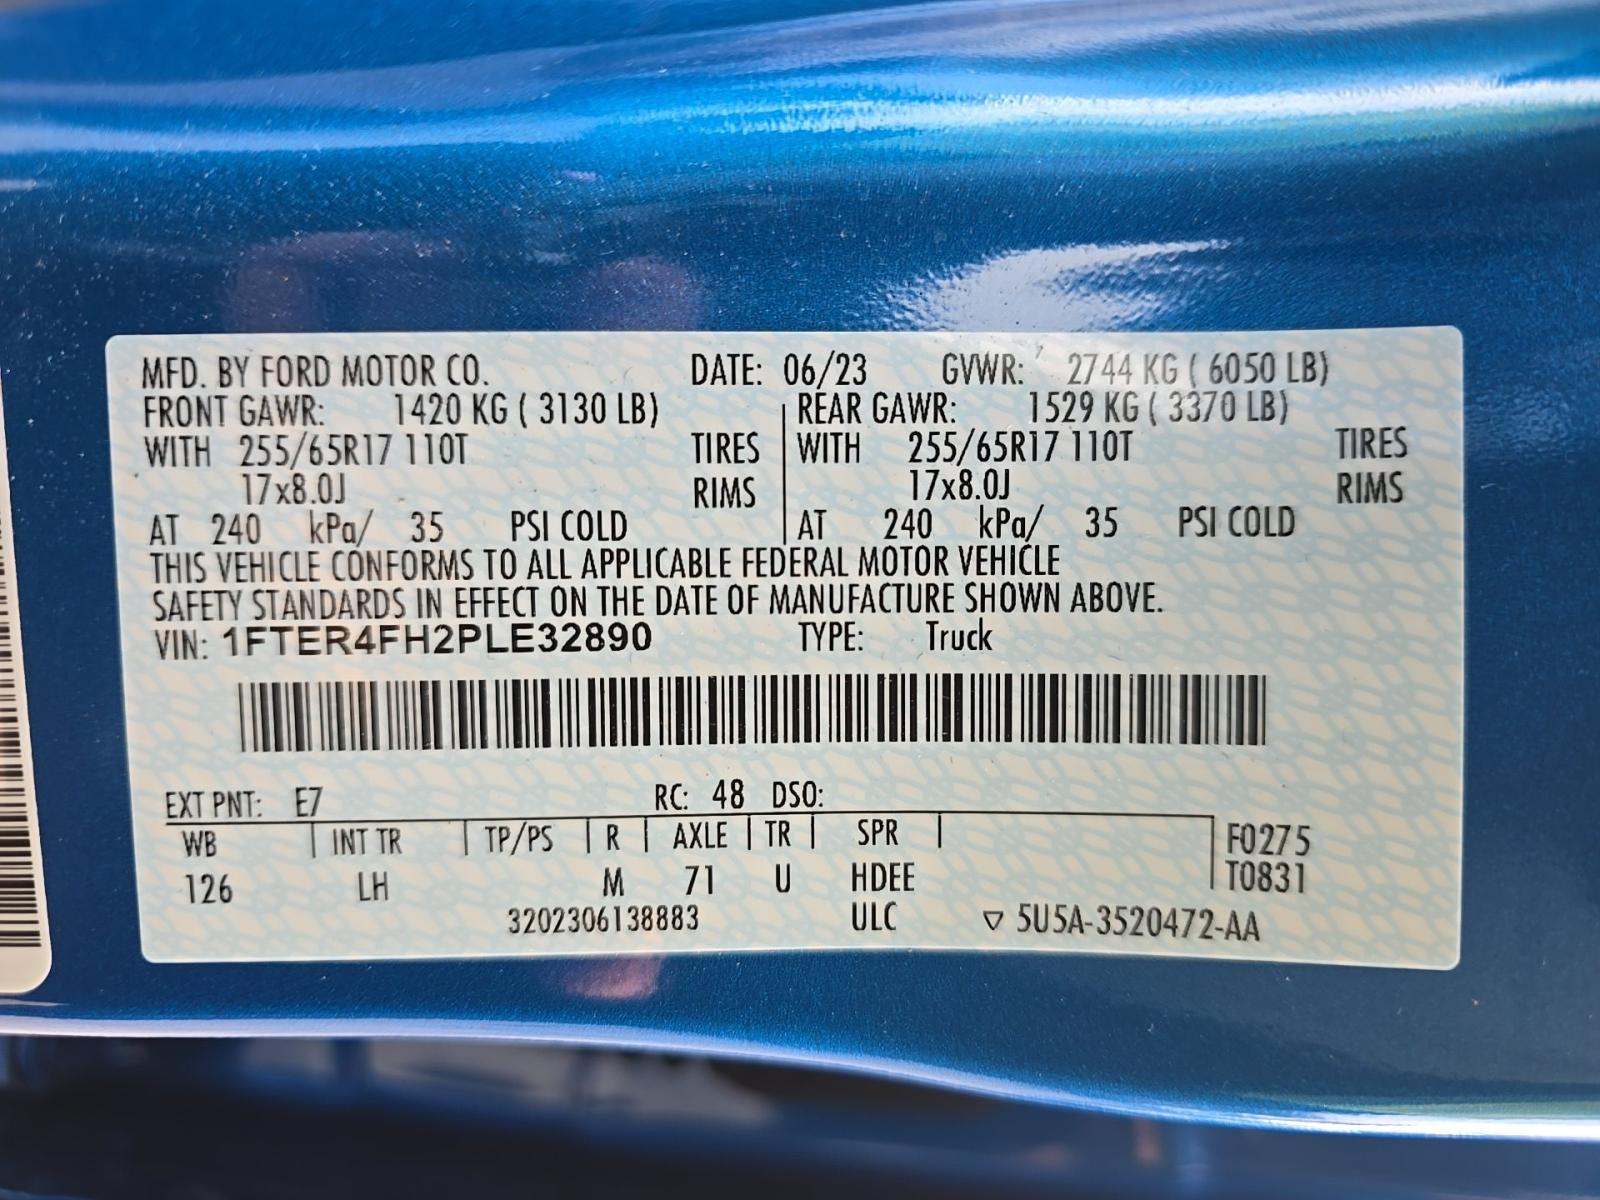 MFD. BY FORD MOTOR CO. DATE: 06/23 GVWR: 2744 KG ( 6050 LB)
FRONT GAWR: 1420 KG ( 3130 LB) REAR GAWR: 1529 KG ( 3370 LB)
WITH 255/65R17 110T TIRES WITH 255/65R17 110T TIRES
17x8.0J RIMS 17x8.0J RIMS
AT 240 kPa/ 35 PSI COLD AT 240 kPa/ 35 PSI COLD
THIS VEHICLE CONFORMS TO ALL APPLICABLE FEDERAL MOTOR VEHICLE
SAFETY STANDARDS IN EFFECT ON THE DATE OF MANUFACTURE SHOWN ABOVE.
VIN: 1FTER4FH2PLE32890 TYPE: Truck
EXT PNT: E7 RC: 48 DSO:
WB INT TR TP/PS R AXLE TR SPR F0275
126 LH M 71 U HDEE T0831
3202306138883 ULC ▽ 5U5A-3520472-AA